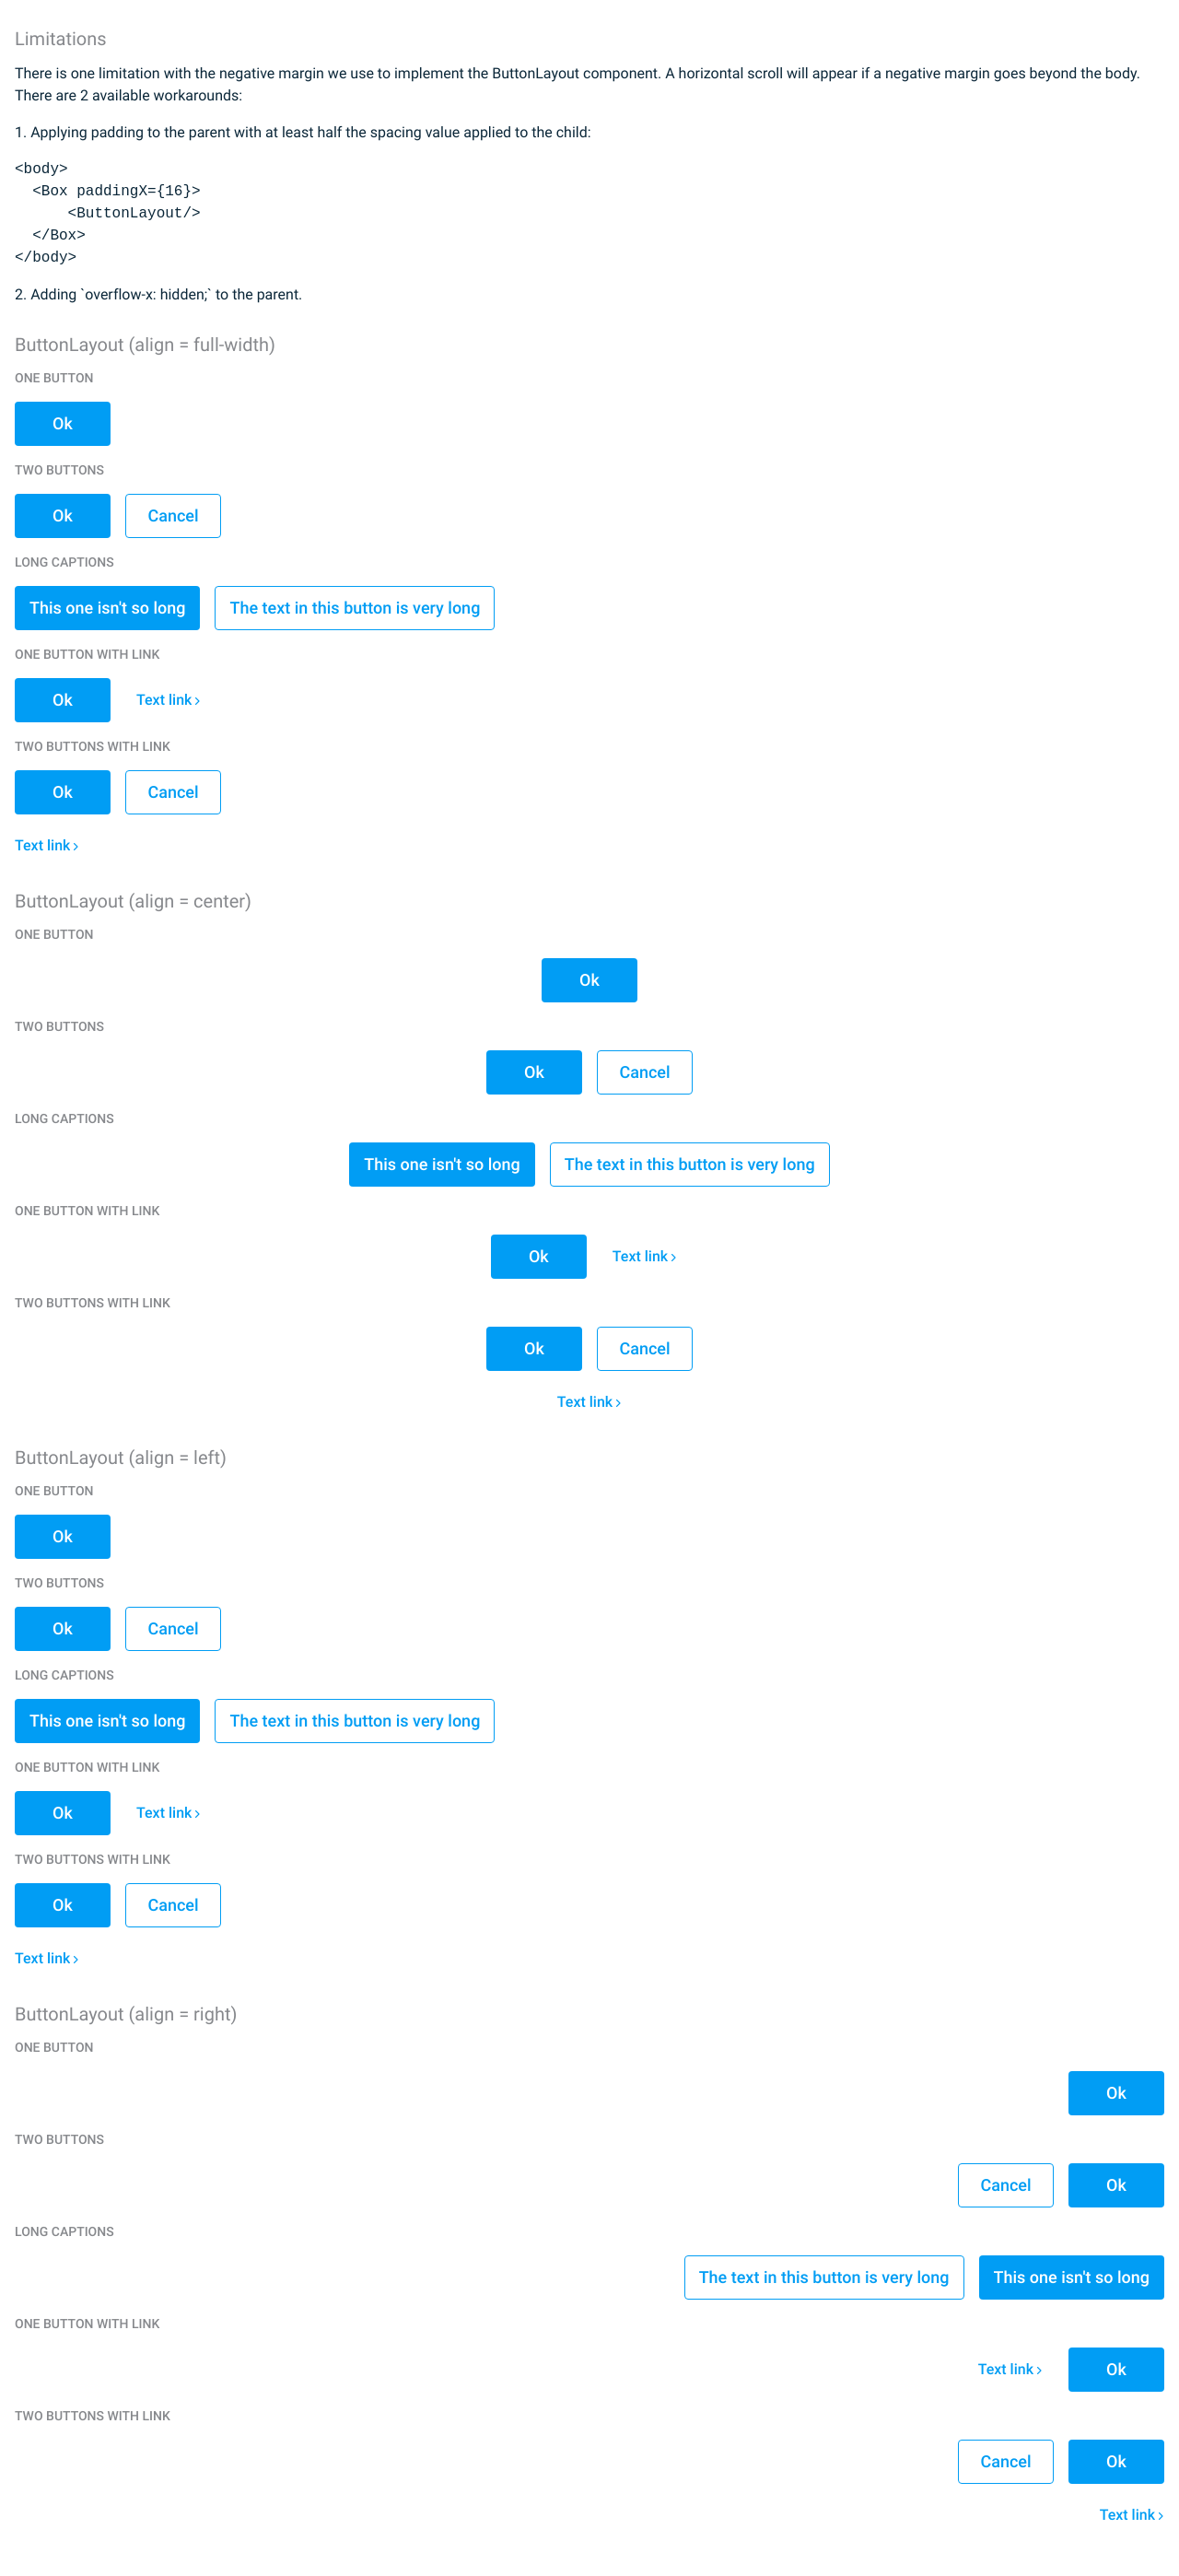 Limitations
There is one limitation with the negative margin we use to implement the ButtonLayout component. A horizontal scroll will appear if a negative margin goes beyond the body.
There are 2 available workarounds:
1. Applying padding to the parent with at least half the spacing value applied to the child:
<body>
  <Box paddingX={16}>
      <ButtonLayout/>
  </Box>
</body>
2. Adding `overflow-x: hidden;` to the parent.
ButtonLayout (align = full-width)
ONE BUTTON
Ok
TWO BUTTONS
Ok Cancel
LONG CAPTIONS
This one isn't so long The text in this button is very long
ONE BUTTON WITH LINK
Ok Text link
TWO BUTTONS WITH LINK
Ok Cancel
Text link
ButtonLayout (align = center)
ONE BUTTON
Ok
TWO BUTTONS
Ok Cancel
LONG CAPTIONS
This one isn't so long The text in this button is very long
ONE BUTTON WITH LINK
Ok Text link
TWO BUTTONS WITH LINK
Ok Cancel
Text link
ButtonLayout (align = left)
ONE BUTTON
Ok
TWO BUTTONS
Ok Cancel
LONG CAPTIONS
This one isn't so long The text in this button is very long
ONE BUTTON WITH LINK
Ok Text link
TWO BUTTONS WITH LINK
Ok Cancel
Text link
ButtonLayout (align = right)
ONE BUTTON
Ok
TWO BUTTONS
Cancel Ok
LONG CAPTIONS
The text in this button is very long This one isn't so long
ONE BUTTON WITH LINK
Text link Ok
TWO BUTTONS WITH LINK
Cancel Ok
Text link